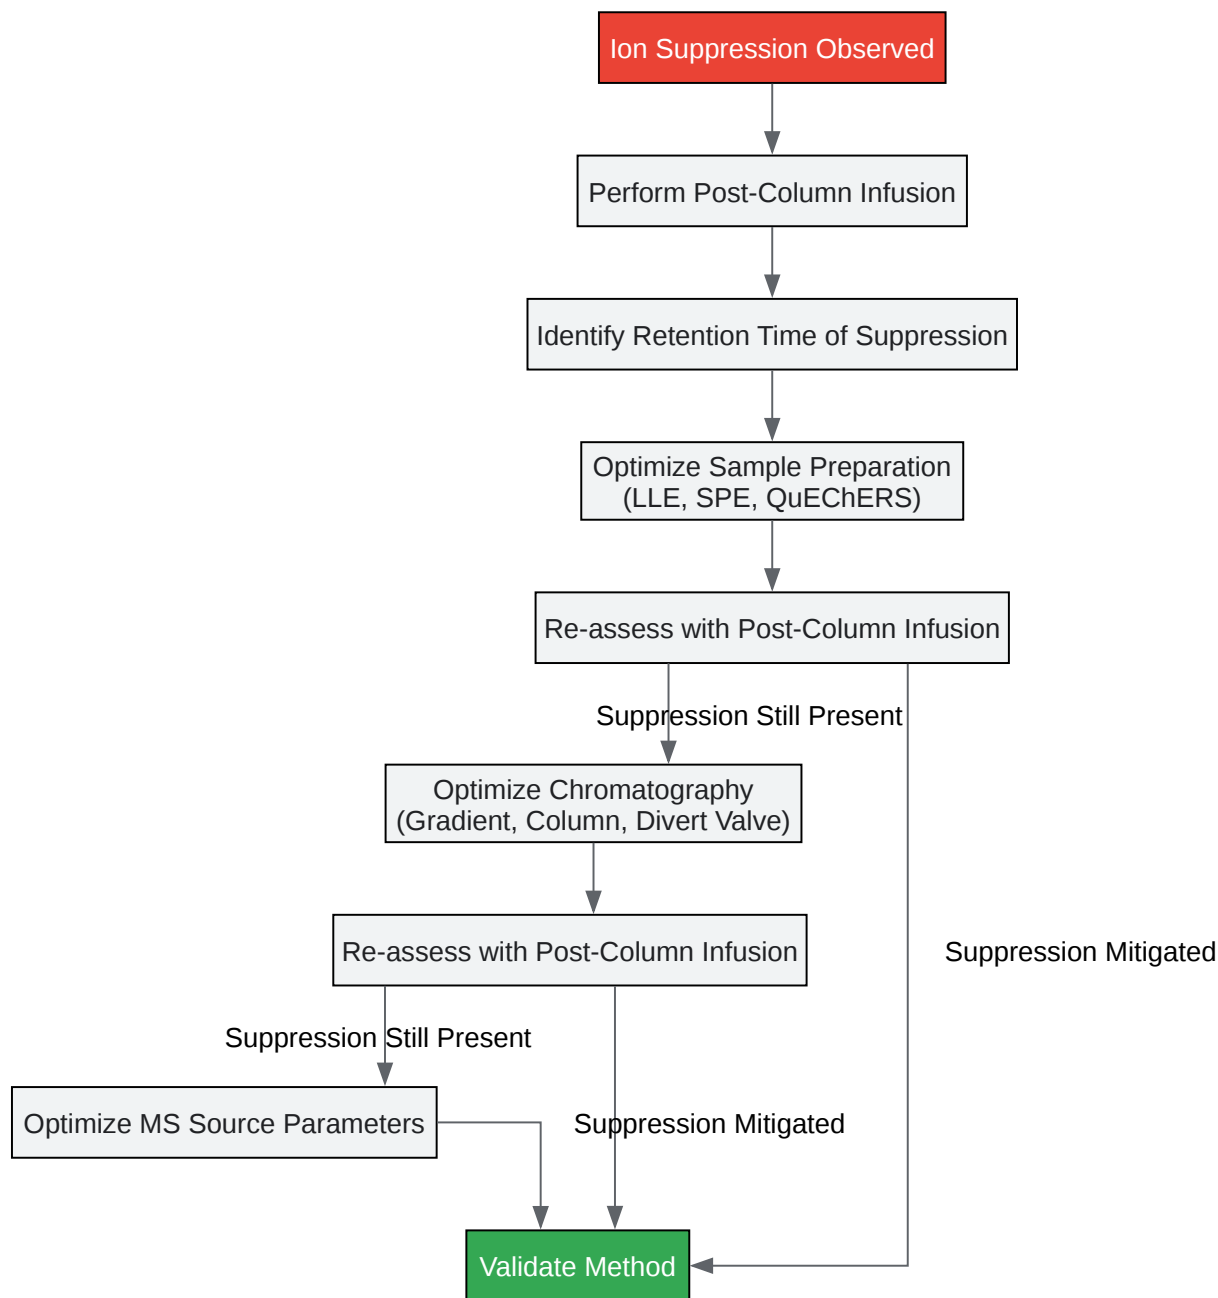 Ion Suppression Observed
Perform Post-Column Infusion
Identify Retention Time of Suppression
Optimize Sample Preparation
(LLE, SPE, QuEChERS)
Re-assess with Post-Column Infusion
Suppression Still Present
Optimize Chromatography
(Gradient, Column, Divert Valve)
Re-assess with Post-Column Infusion
Suppression Mitigated
Suppression Still Present
Optimize MS Source Parameters
Suppression Mitigated
Validate Method